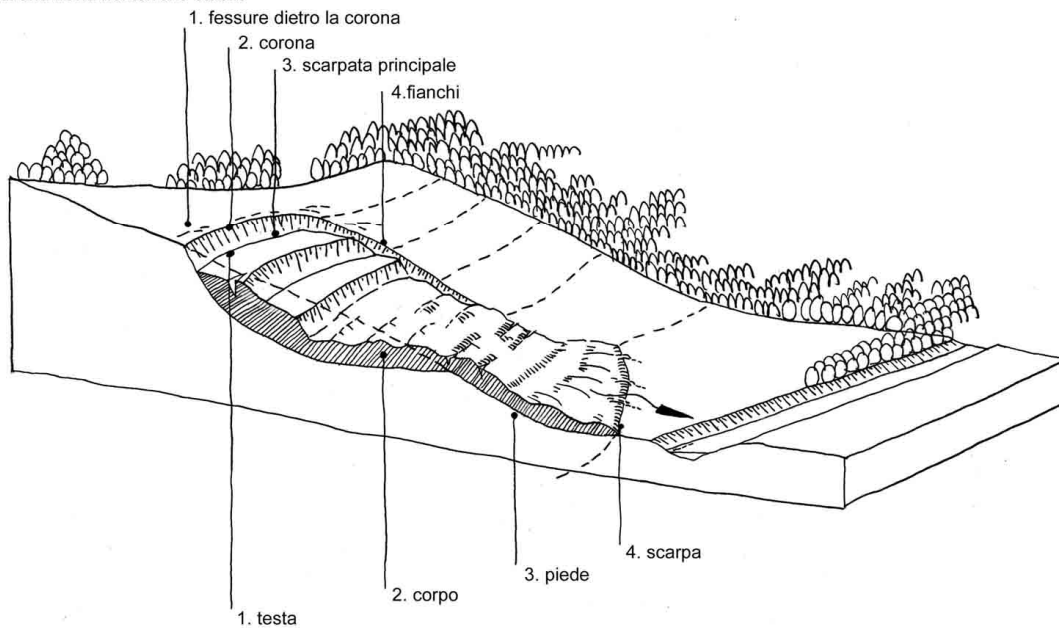 1. fessure dietro la corona
2. corona
3. scarpata principale
4.fianchi
4. scarpa
3. piede
2. corpo
1. testa